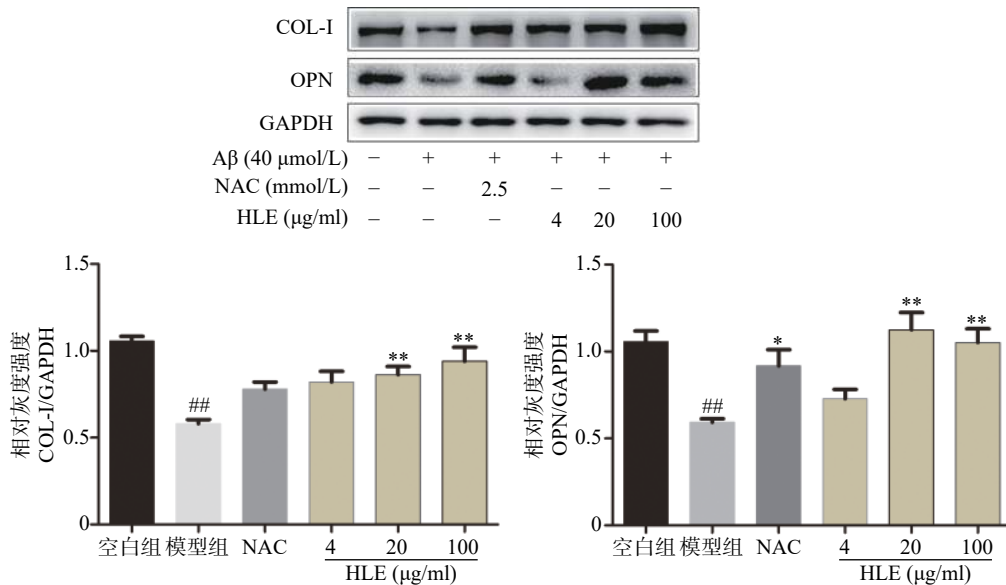 COL-I
OPN
GAPDH
Aβ (40 μmol/L) − + + + + +
NAC (mmol/L) − − 2.5 − − −
HLE (μg/ml) − − − 4 20 100
相对灰度强度
COL-I/GAPDH
1.5
1.0
0.5
0
##
**
**
空白组 模型组 NAC 4 20 100
HLE (μg/ml)
相对灰度强度
OPN/GAPDH
1.5
1.0
0.5
0
##
*
**
**
空白组 模型组 NAC 4 20 100
HLE (μg/ml)